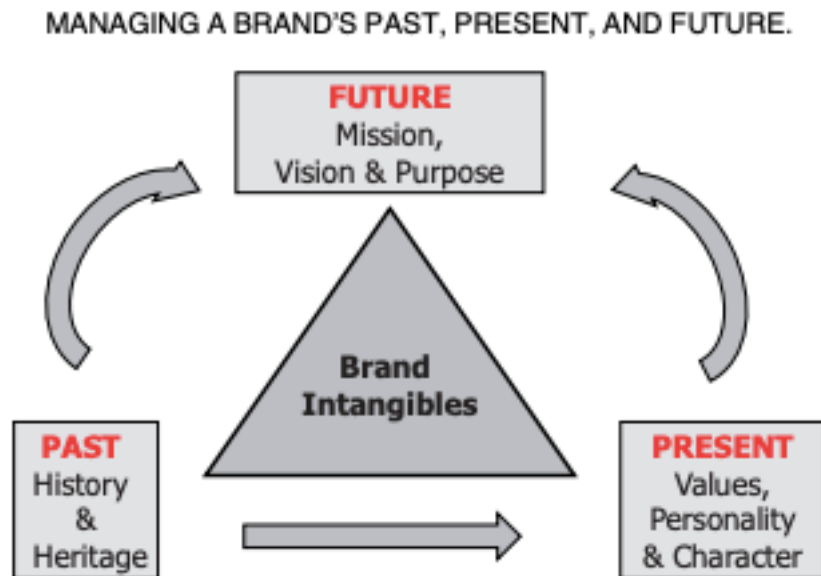 MANAGING A BRAND'S PAST, PRESENT, AND FUTURE.
FUTURE
Mission,
Vision & Purpose
Brand
Intangibles
PAST
History
&
Heritage
PRESENT
Values,
Personality
& Character